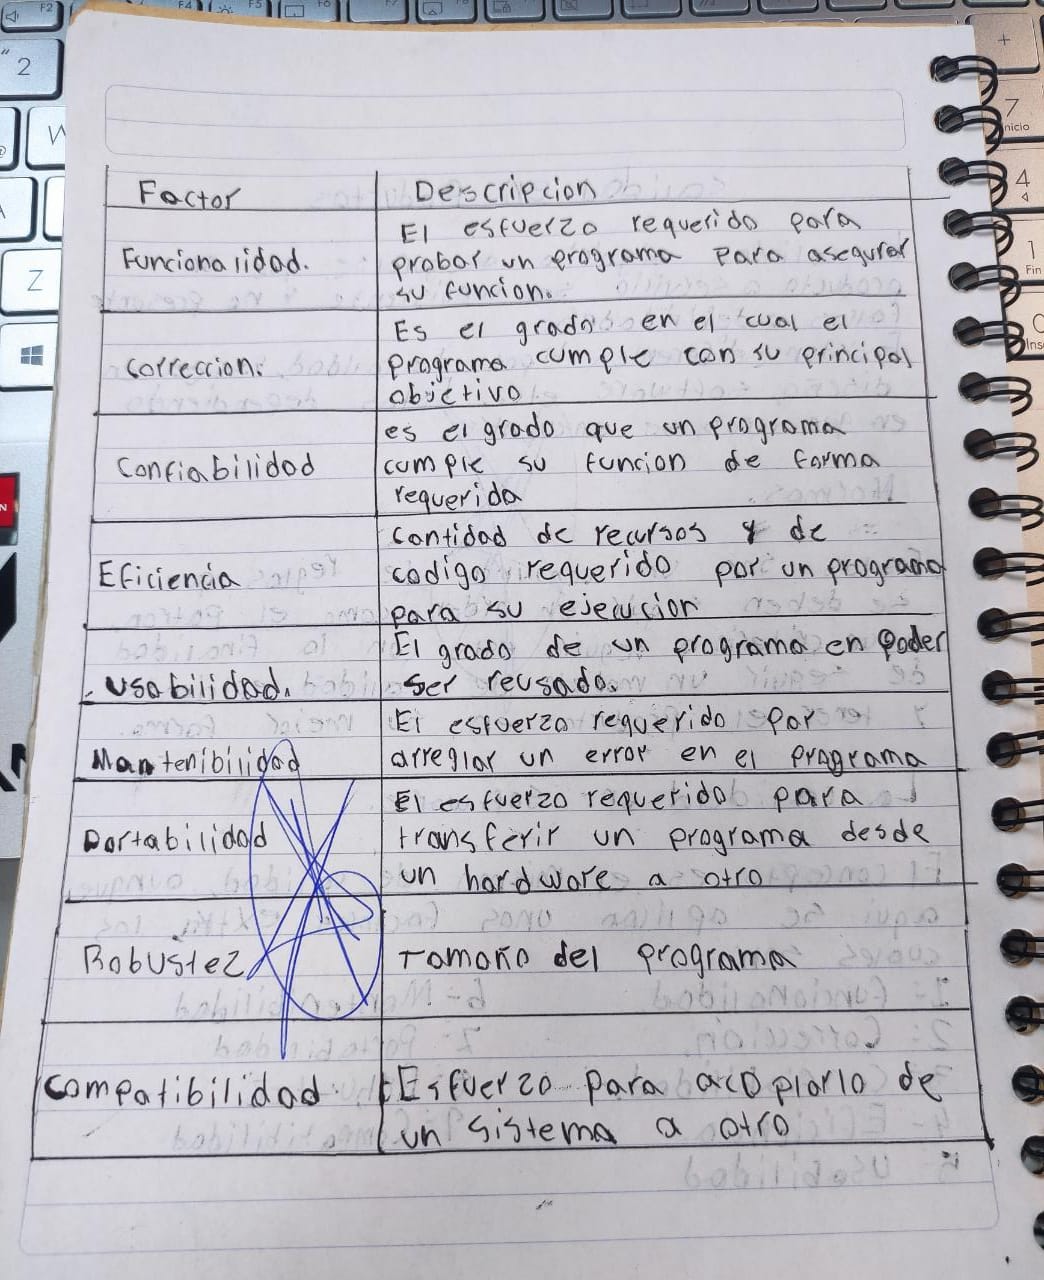 Factor
Descripcion
Funcionalidad.
El esfuerzo requerido para
probar un programa para asegurar
su funcion.
correccion.
Es el grado en el cual el
programa cumple con su principal
objetivo
Confiabilidad
es el grado que un programa
cumple su funcion de forma
requerida
Eficiencia
Cantidad de recursos y de
codigo requerido por un programa
para su ejecucion
Usabilidad.
El grado de un programa en poder
ser reusado.
Mantenibilidad
El esfuerzo requerido por
arreglar un error en el programa
Portabilidad
El esfuerzo requerido para
transferir un programa desde
un hardware a otro
Robustez
Tamaño del programa
Compatibilidad
Esfuerzo para acoplarlo de
un sistema a otro